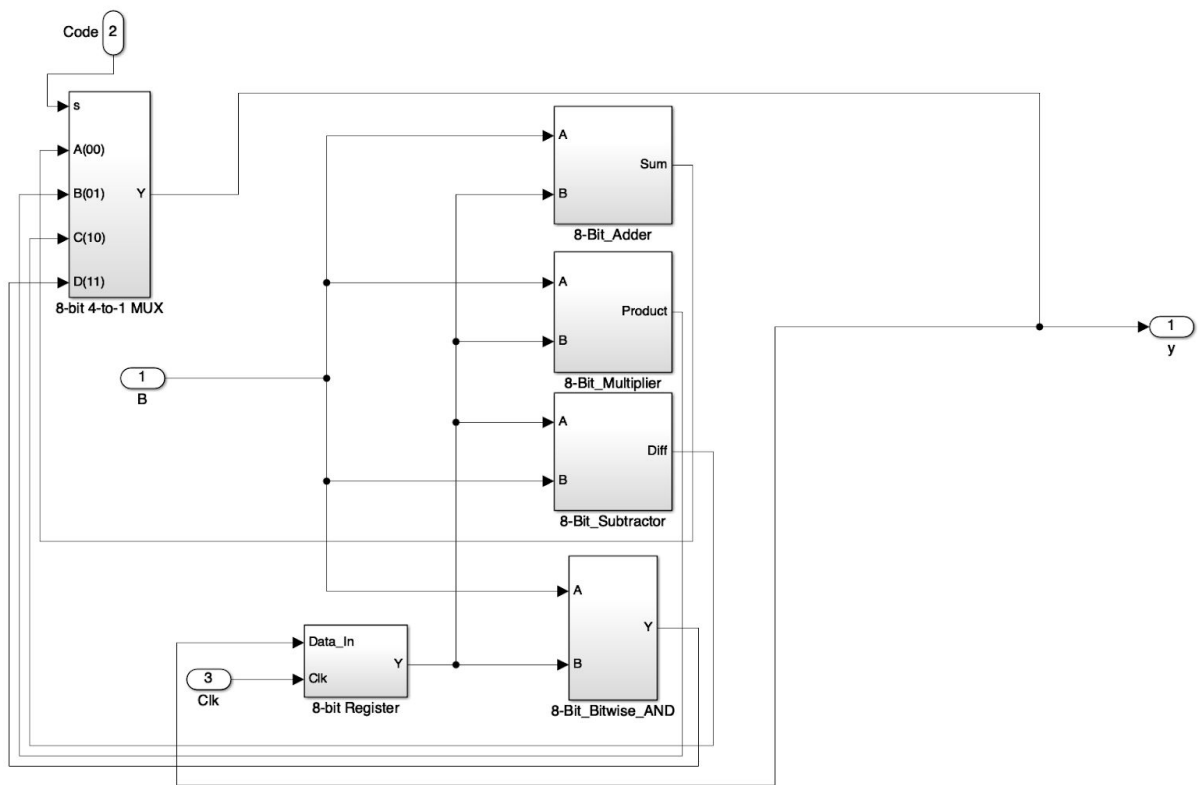 Code
2
s
A(00)
B(01)
C(10)
D(11)
Y
8-bit 4-to-1 MUX
A
B
Sum
8-Bit_Adder
A
B
Product
8-Bit_Multiplier
A
B
Diff
8-Bit_Subtractor
1
B
1
y
A
B
Y
8-Bit_Bitwise_AND
Data_In
Clk
Y
8-bit Register
3
Clk